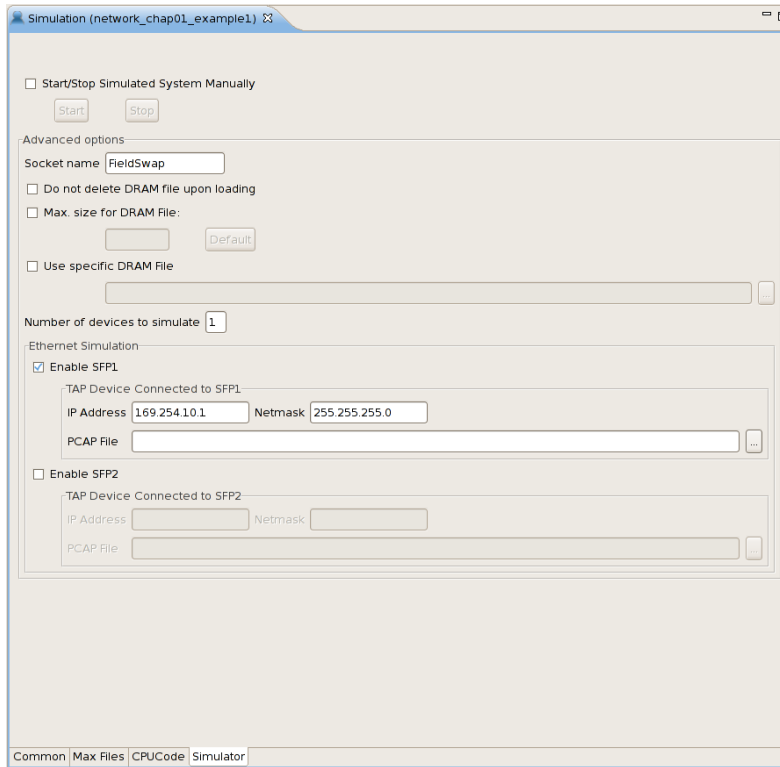 Simulation (network_chap01_example1)
Start/Stop Simulated System Manually
Start Stop
Advanced options
Socket name FieldSwap
Do not delete DRAM file upon loading
Max. size for DRAM File:
Default
Use specific DRAM File
...
Number of devices to simulate 1
Ethernet Simulation
Enable SFP1
TAP Device Connected to SFP1
IP Address 169.254.10.1 Netmask 255.255.255.0
PCAP File ...
Enable SFP2
TAP Device Connected to SFP2
IP Address Netmask
PCAP File ...
Common Max Files CPUCode Simulator